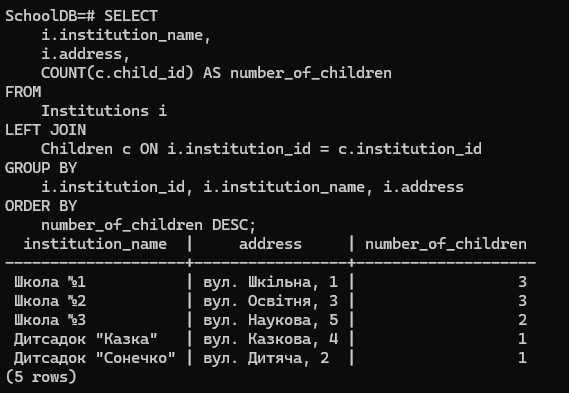 SchoolDB=# SELECT
    i.institution_name,
    i.address,
    COUNT(c.child_id) AS number_of_children
FROM
    Institutions i
LEFT JOIN
    Children c ON i.institution_id = c.institution_id
GROUP BY
    i.institution_id, i.institution_name, i.address
ORDER BY
    number_of_children DESC;
  institution_name  |     address     | number_of_children
--------------------+-----------------+--------------------
 Школа №1           | вул. Шкільна, 1 |                  3
 Школа №2           | вул. Освітня, 3 |                  3
 Школа №3           | вул. Наукова, 5 |                  2
 Дитсадок "Казка"   | вул. Казкова, 4 |                  1
 Дитсадок "Сонечко" | вул. Дитяча, 2  |                  1
(5 rows)